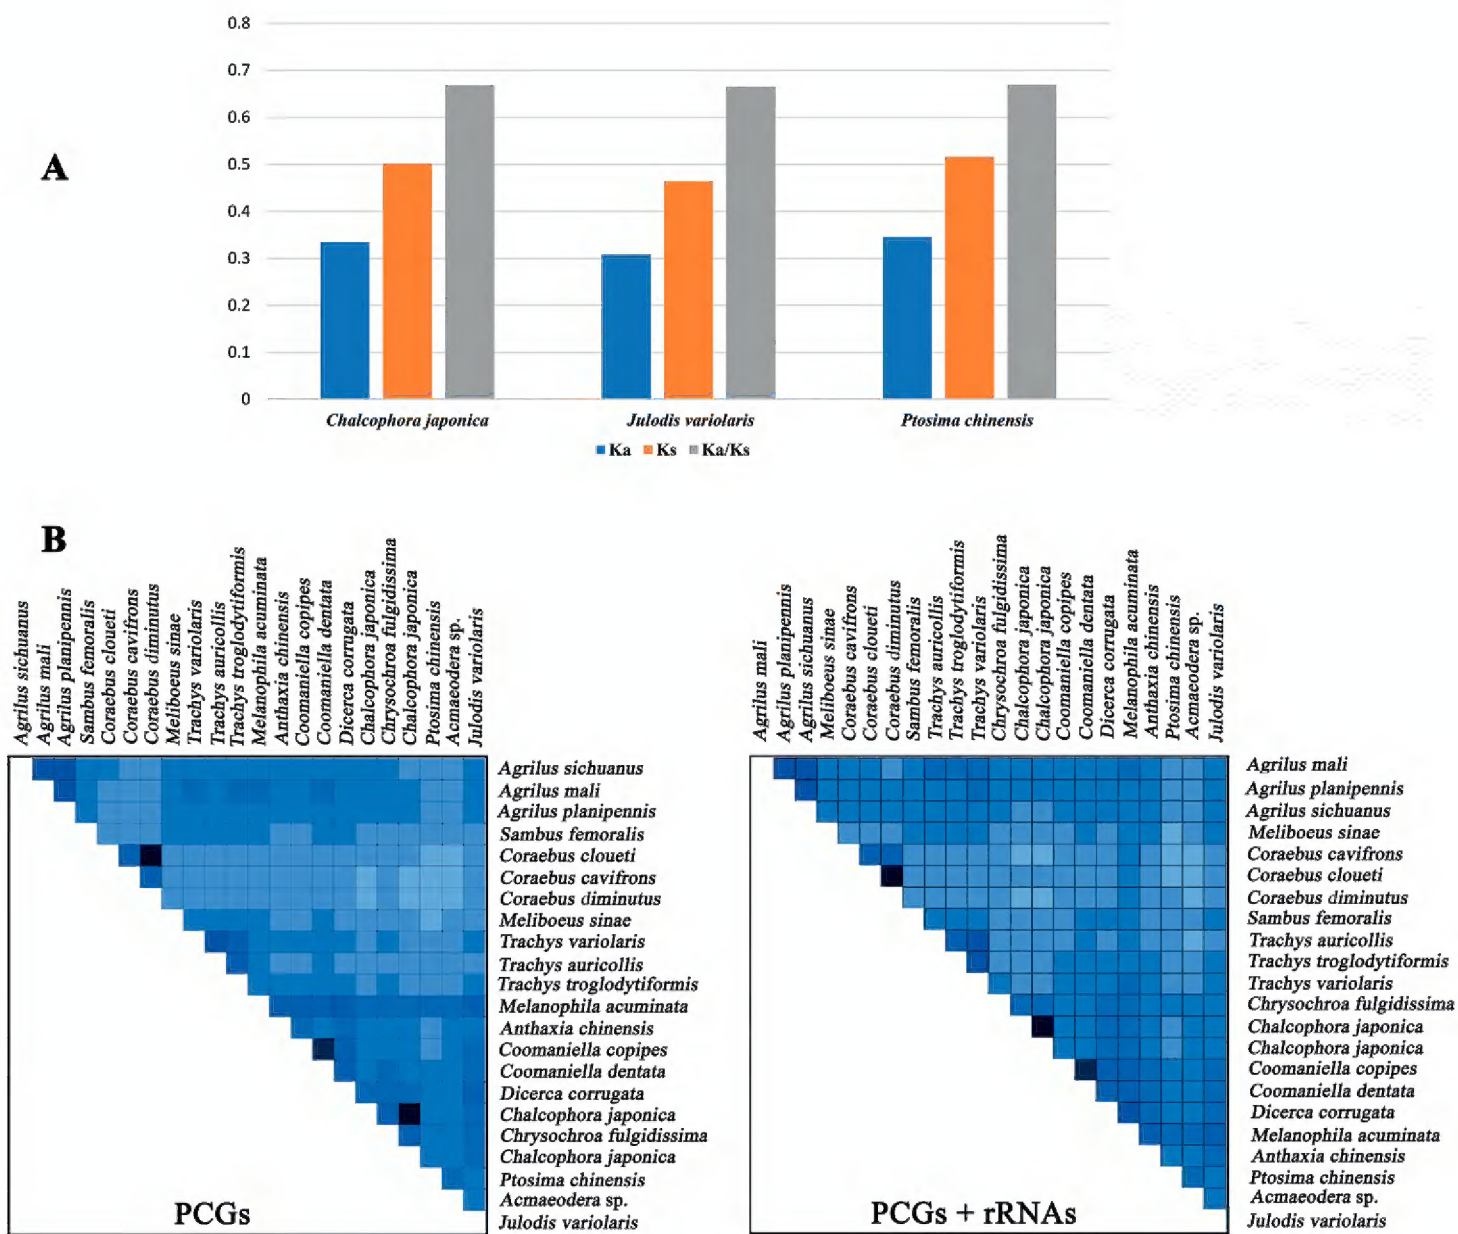 0.8
0.7
0.6
0.5
0.4
0.3
0.2
0.1
0
A
Chalcophora japonica
Julodis variolaris
Ptosima chinensis
Ka
Ks
Ka/Ks
B
Agrilus sichuanus
Agrilus mali
Agrilus planipennis
Sambus femoralis
Coraebus cloueti
Coraebus cavifrons
Coraebus diminutus
Meliboeus sinae
Trachys variolaris
Trachys auricollis
Trachys troglodytiformis
Melanophila acuminata
Anthaxia chinensis
Coomaniella copipes
Coomaniella dentata
Dicerca corrugata
Chalcophora japonica
Chrysochroa fulgidissima
Chalcophora japonica
Ptosima chinensis
Acmaeodera sp.
Julodis variolaris
Agrilus sichuanus
Agrilus mali
Agrilus planipennis
Sambus femoralis
Coraebus cloueti
Coraebus cavifrons
Coraebus diminutus
Meliboeus sinae
Trachys variolaris
Trachys auricollis
Trachys troglodytiformis
Melanophila acuminata
Anthaxia chinensis
Coomaniella copipes
Coomaniella dentata
Dicerca corrugata
Chalcophora japonica
Chrysochroa fulgidissima
Chalcophora japonica
Ptosima chinensis
Acmaeodera sp.
Julodis variolaris
PCGs
Agrilus mali
Agrilus planipennis
Agrilus sichuanus
Meliboeus sinae
Coraebus cavifrons
Coraebus cloueti
Coraebus diminutus
Sambus femoralis
Trachys auricollis
Trachys troglodytiformis
Trachys variolaris
Chrysochroa fulgidissima
Chalcophora japonica
Chalcophora japonica
Coomaniella copipes
Coomaniella dentata
Dicerca corrugata
Melanophila acuminata
Anthaxia chinensis
Ptosima chinensis
Acmaeodera sp.
Julodis variolaris
Agrilus mali
Agrilus planipennis
Agrilus sichuanus
Meliboeus sinae
Coraebus cavifrons
Coraebus cloueti
Coraebus diminutus
Sambus femoralis
Trachys auricollis
Trachys troglodytiformis
Trachys variolaris
Chrysochroa fulgidissima
Chalcophora japonica
Chalcophora japonica
Coomaniella copipes
Coomaniella dentata
Dicerca corrugata
Melanophila acuminata
Anthaxia chinensis
Ptosima chinensis
Acmaeodera sp.
Julodis variolaris
PCGs + rRNAs